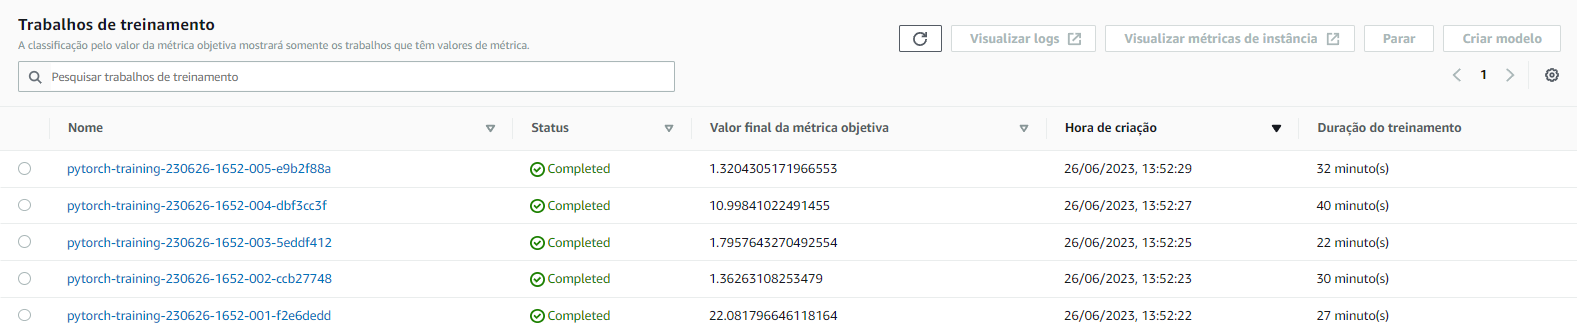 Trabalhos de treinamento
A classificação pelo valor da métrica objetiva mostrará somente os trabalhos que têm valores de métrica.
Visualizar logs Visualizar métricas de instância Parar Criar modelo
Pesquisar trabalhos de treinamento
1
Nome Status Valor final da métrica objetiva Hora de criação Duração do treinamento
pytorch-training-230626-1652-005-e9b2f88a Completed 1.3204305171966553 26/06/2023, 13:52:29 32 minuto(s)
pytorch-training-230626-1652-004-dbf3cc3f Completed 10.99841022491455 26/06/2023, 13:52:27 40 minuto(s)
pytorch-training-230626-1652-003-5eddf412 Completed 1.7957643270492554 26/06/2023, 13:52:25 22 minuto(s)
pytorch-training-230626-1652-002-ccb27748 Completed 1.36263108253479 26/06/2023, 13:52:23 30 minuto(s)
pytorch-training-230626-1652-001-f2e6dedd Completed 22.081796646118164 26/06/2023, 13:52:22 27 minuto(s)